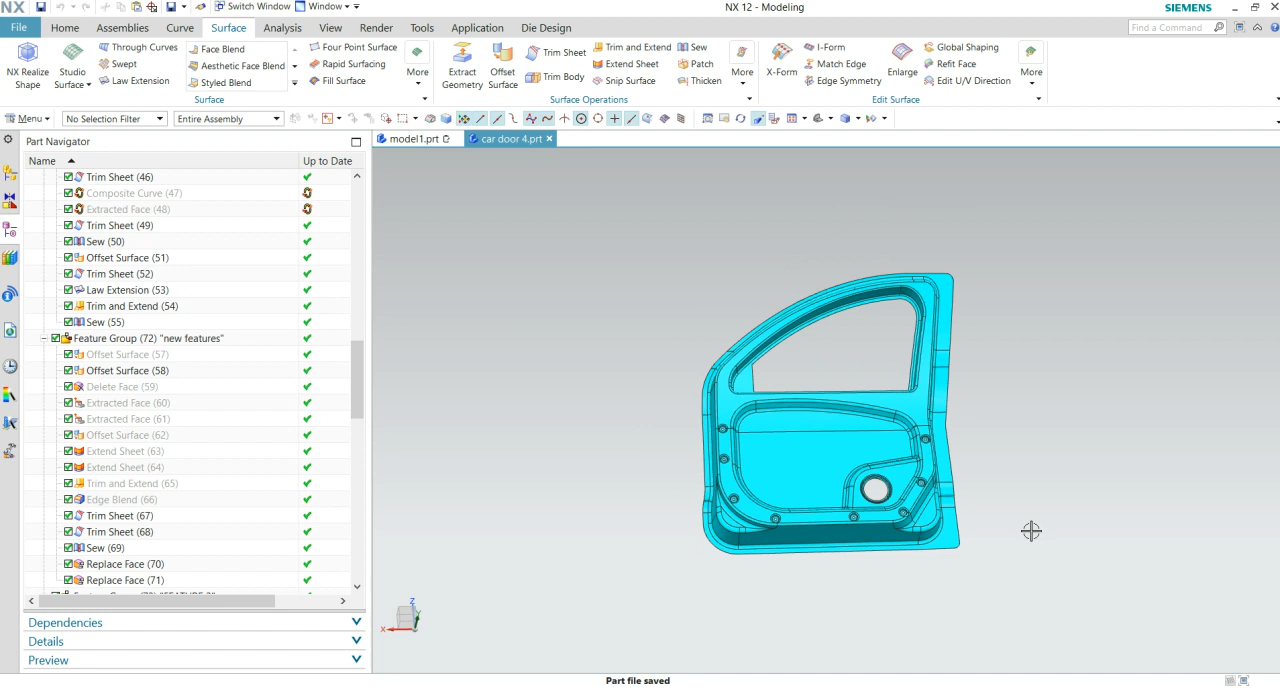 NX
Switch Window
Window
NX 12 - Modeling
SIEMENS
File
Home
Assemblies
Curve
Surface
Analysis
View
Render
Tools
Application
Die Design
Find a Command
NX Realize Shape
Studio Surface
Through Curves
Swept
Law Extension
Face Blend
Aesthetic Face Blend
Styled Blend
Four Point Surface
Rapid Surfacing
Fill Surface
More
Surface
Extract Geometry
Offset Surface
Trim Sheet
Trim Body
Trim and Extend
Extend Sheet
Snip Surface
Sew
Patch
Thicken
More
Surface Operations
X-Form
I-Form
Match Edge
Edge Symmetry
Enlarge
Global Shaping
Refit Face
Edit U/V Direction
More
Edit Surface
Menu
No Selection Filter
Entire Assembly
Part Navigator
model1.prt
car door 4.prt
Name
Up to Date
Trim Sheet (46)
Composite Curve (47)
Extracted Face (48)
Trim Sheet (49)
Sew (50)
Offset Surface (51)
Trim Sheet (52)
Law Extension (53)
Trim and Extend (54)
Sew (55)
Feature Group (72) "new features"
Offset Surface (57)
Offset Surface (58)
Delete Face (59)
Extracted Face (60)
Extracted Face (61)
Offset Surface (62)
Extend Sheet (63)
Extend Sheet (64)
Trim and Extend (65)
Edge Blend (66)
Trim Sheet (67)
Trim Sheet (68)
Sew (69)
Replace Face (70)
Replace Face (71)
Dependencies
Details
Preview
Z
Y
X
Part file saved